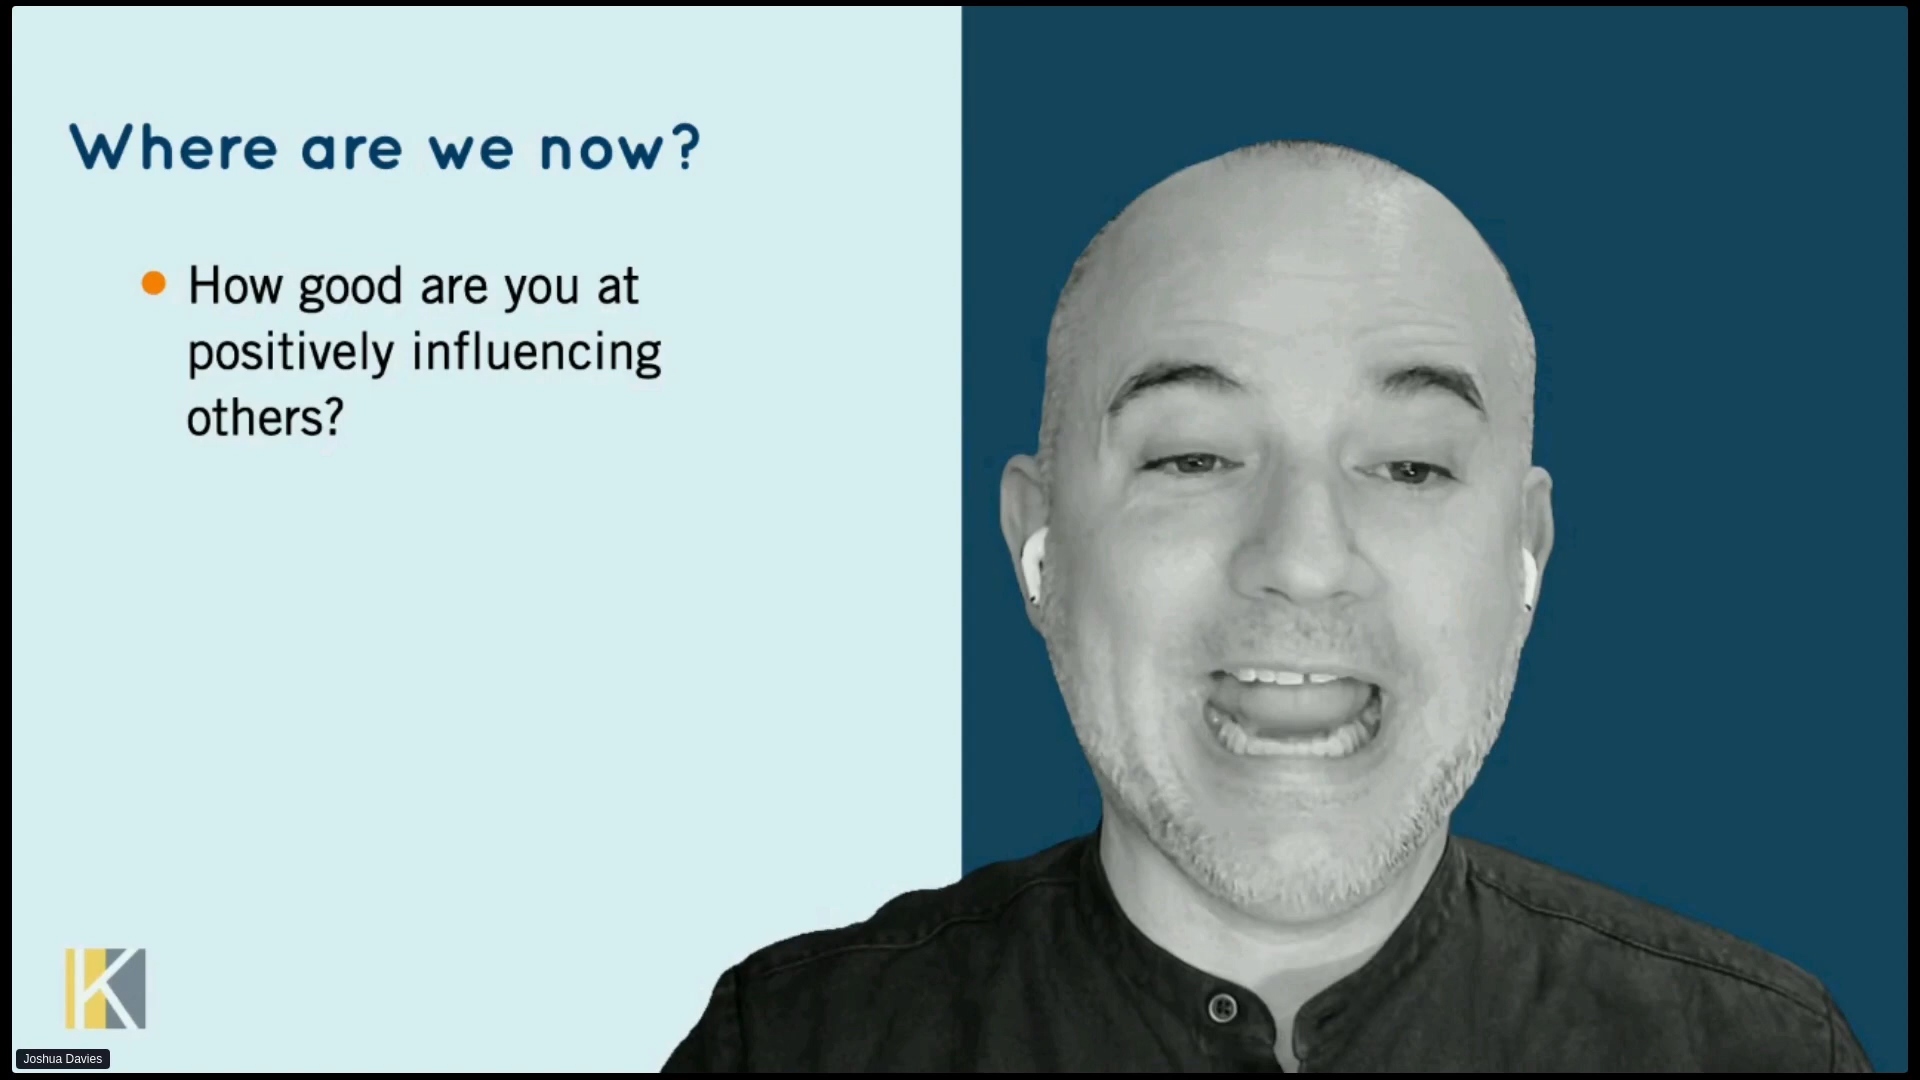 Where are we now?
How good are you at
positively influencing
others?
K
Joshua Davies